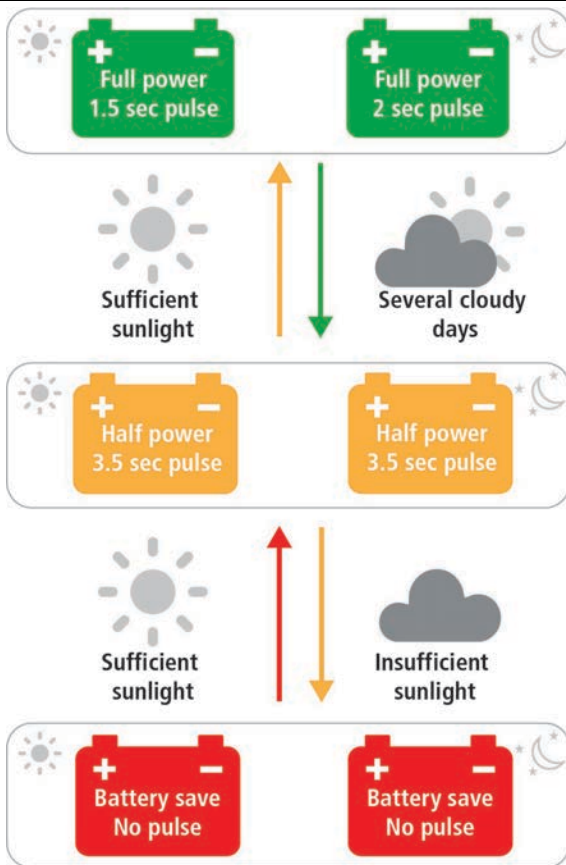 + −
Full power
1.5 sec pulse
+ −
Full power
2 sec pulse
Sufficient
sunlight
Several cloudy
days
+ −
Half power
3.5 sec pulse
+ −
Half power
3.5 sec pulse
Sufficient
sunlight
Insufficient
sunlight
+ −
Battery save
No pulse
+ −
Battery save
No pulse